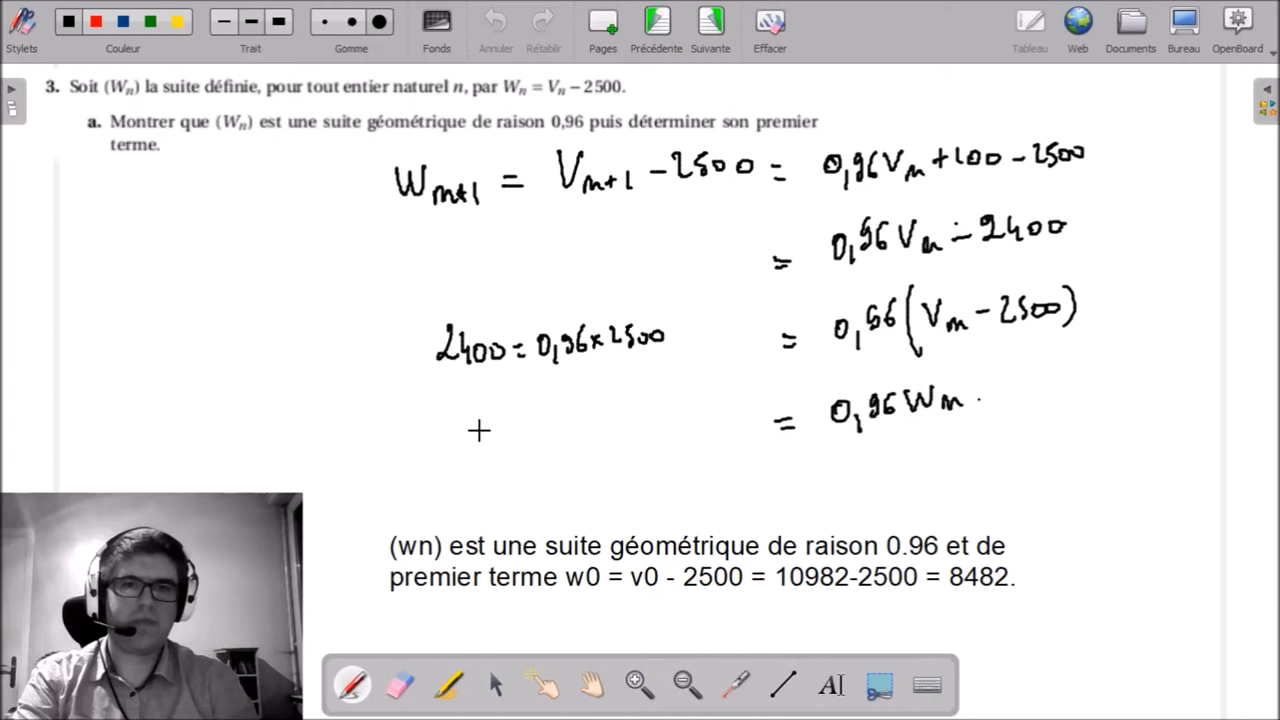 Stylets Couleur Trait Gomme Fonds Annuler Rétablir Pages Précédente Suivante Effacer Tableau Web Documents Bureau OpenBoard
3. Soit (Wn) la suite définie, pour tout entier naturel n, par Wn = Vn − 2500.
a. Montrer que (Wn) est une suite géométrique de raison 0,96 puis déterminer son premier
terme.
Wn+1 = Vn+1 − 2500 = 0,96Vn + 100 − 2500
= 0,96Vn − 2400
2400 = 0,96 × 2500
= 0,96(Vn − 2500)
= 0,96Wn.
(wn) est une suite géométrique de raison 0.96 et de
premier terme w0 = v0 - 2500 = 10982-2500 = 8482.
AI